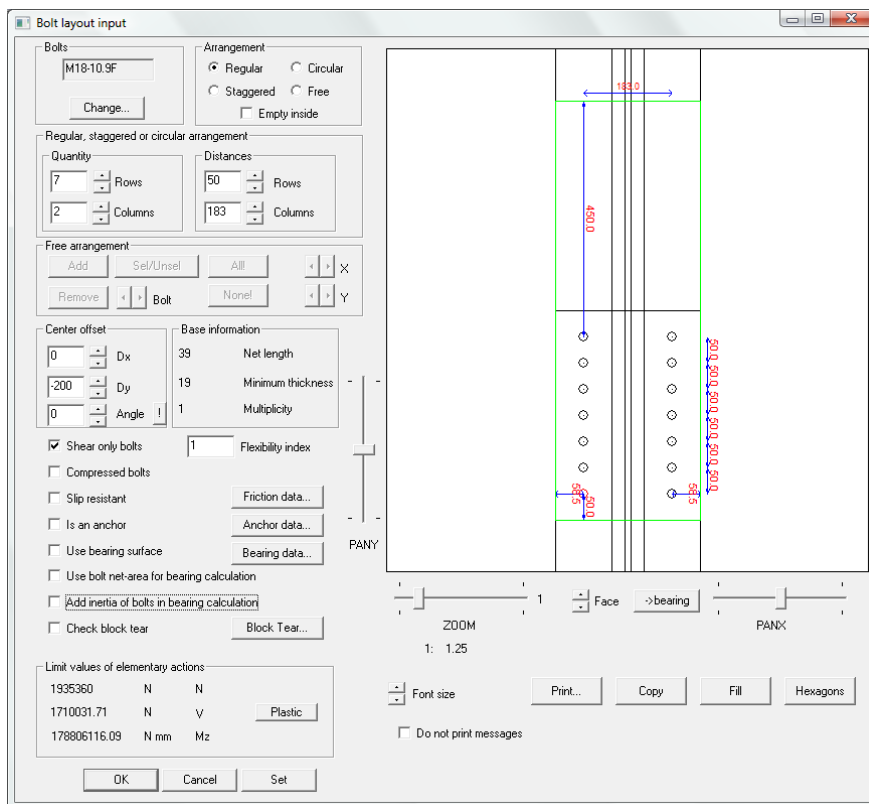 Bolt layout input
Bolts
M18-10.9F
Change...
Arrangement
Regular
Circular
Staggered
Free
Empty inside
Regular, staggered or circular arrangement
Quantity
7
Rows
2
Columns
Distances
50
Rows
183
Columns
Free arrangement
Add
Sel/Unsel
All!
X
Remove
Bolt
None!
Y
Center offset
0
Dx
-200
Dy
0
Angle
!
Base information
39 Net length
19 Minimum thickness
1 Multiplicity
Shear only bolts
1
Flexibility index
Compressed bolts
Slip resistant
Friction data...
Is an anchor
Anchor data...
Use bearing surface
Bearing data...
Use bolt net-area for bearing calculation
Add inertia of bolts in bearing calculation
Check block tear
Block Tear...
PANY
Limit values of elementary actions
1935360 N N
1710031.71 N V
178806116.09 N mm Mz
Plastic
OK
Cancel
Set
183.0
450.0
50.0
50.0
50.0
50.0
50.0
50.0
58.5
50.0
58.5
1
Face
->bearing
ZOOM
PANX
1: 1.25
Font size
Print...
Copy
Fill
Hexagons
Do not print messages